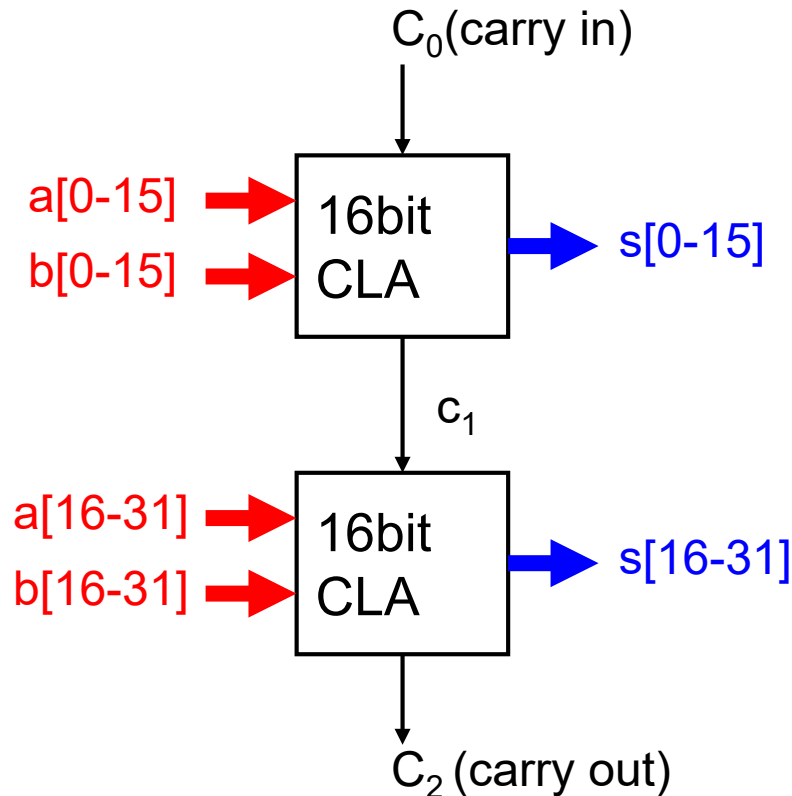 C₀(carry in)
a[0-15]
b[0-15]
16bit
CLA
s[0-15]
c₁
a[16-31]
b[16-31]
16bit
CLA
s[16-31]
C₂ (carry out)